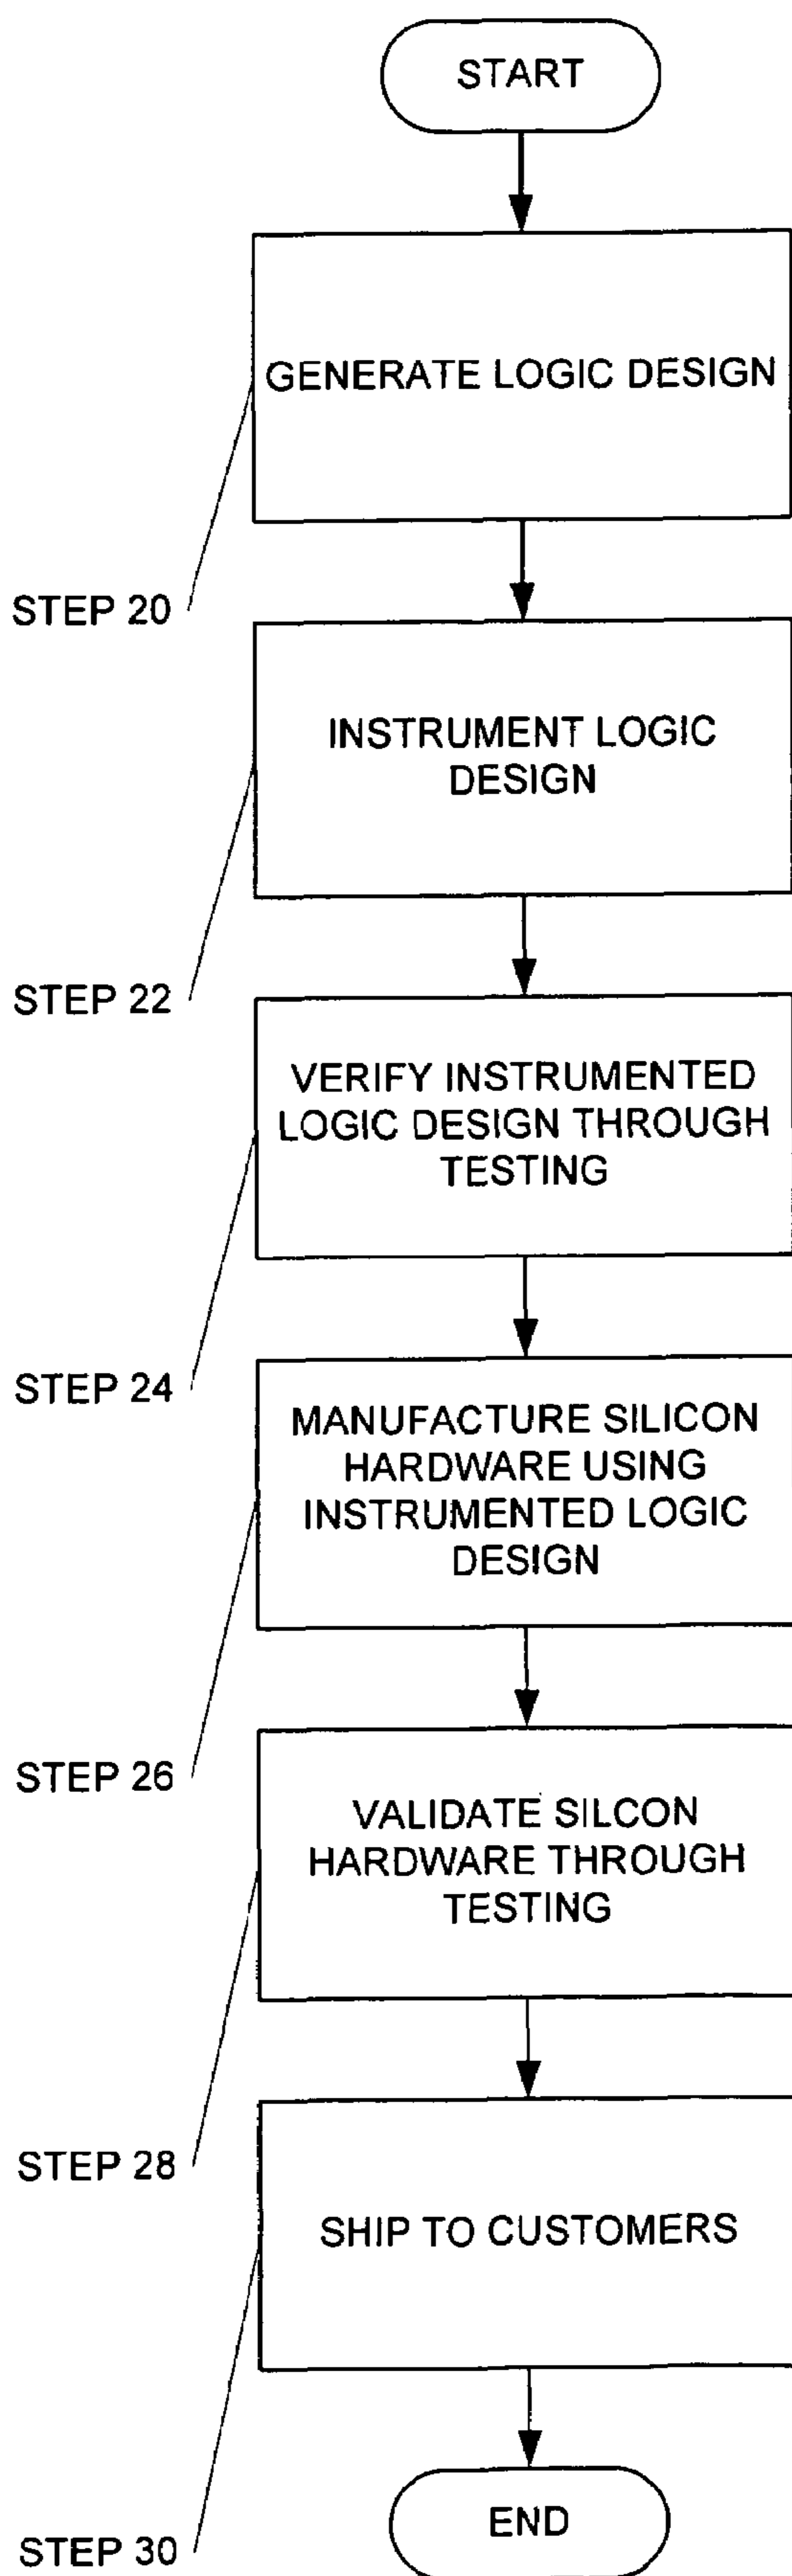 START
GENERATE LOGIC DESIGN
STEP 20
INSTRUMENT LOGIC
DESIGN
STEP 22
VERIFY INSTRUMENTED
LOGIC DESIGN THROUGH
TESTING
STEP 24
MANUFACTURE SILICON
HARDWARE USING
INSTRUMENTED LOGIC
DESIGN
STEP 26
VALIDATE SILCON
HARDWARE THROUGH
TESTING
STEP 28
SHIP TO CUSTOMERS
END
STEP 30